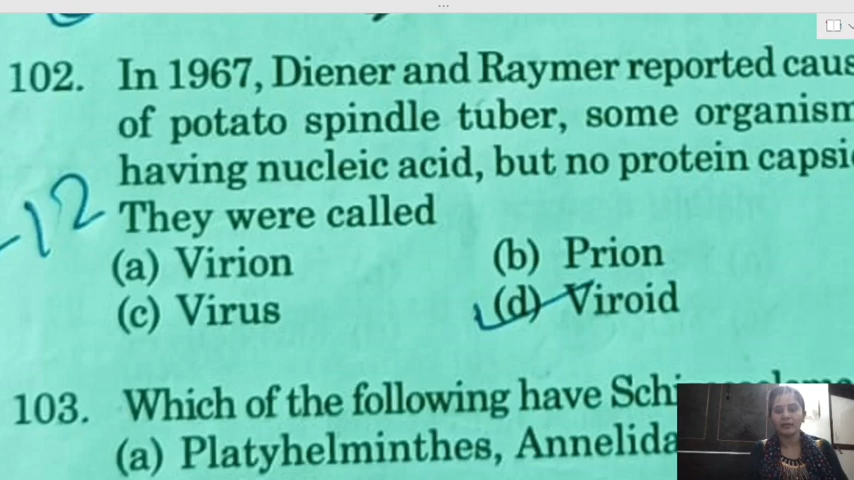 102. In 1967, Diener and Raymer reported caus
of potato spindle tuber, some organism
having nucleic acid, but no protein capsi
-12
They were called
(a) Virion (b) Prion
(c) Virus (d) Viroid
103. Which of the following have
(a) Platyhelminthes, Annelida